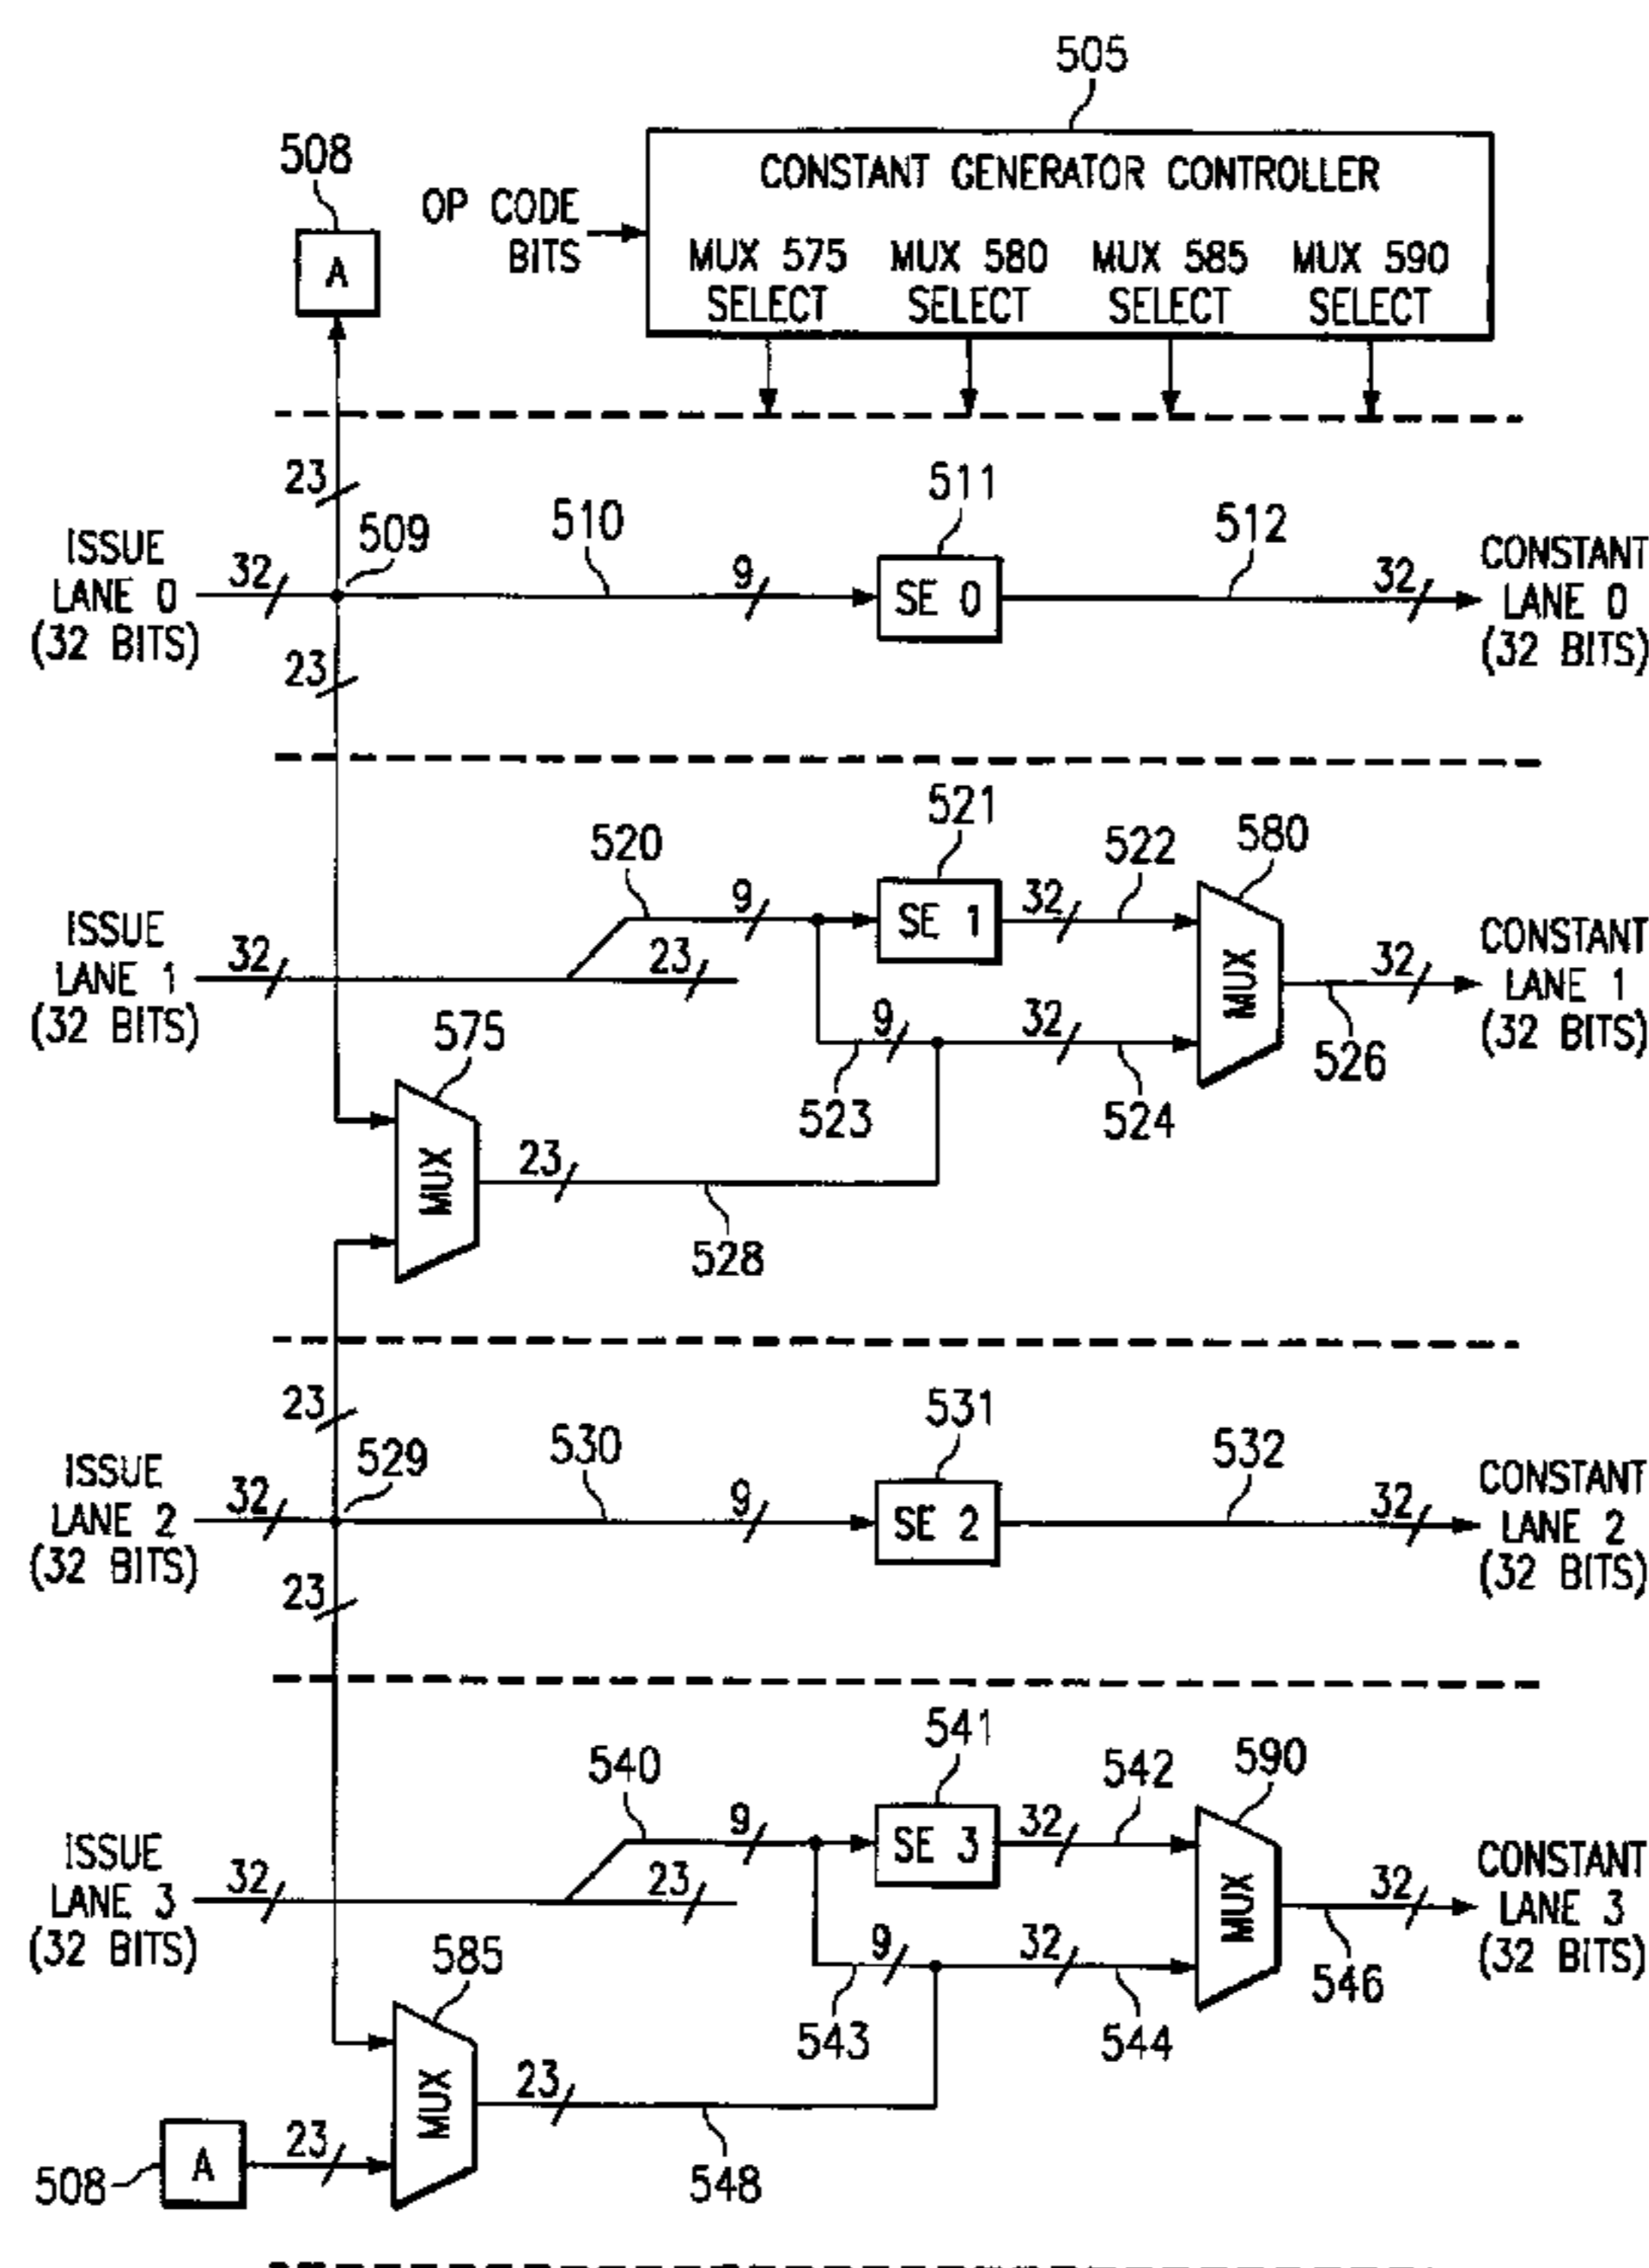 505
508
CONSTANT GENERATOR CONTROLLER
OP CODE
BITS
A
MUX 575
SELECT
MUX 580
SELECT
MUX 585
SELECT
MUX 590
SELECT
23
511
509
510
512
ISSUE
LANE 0
(32 BITS)
32
9
SE 0
32
CONSTANT
LANE 0
(32 BITS)
23
521
520
522
580
ISSUE
LANE 1
(32 BITS)
32
9
SE 1
32
23
MUX
32
CONSTANT
LANE 1
(32 BITS)
575
9
32
526
523
524
MUX
23
528
23
531
529
530
532
ISSUE
LANE 2
(32 BITS)
32
9
SE 2
32
CONSTANT
LANE 2
(32 BITS)
23
541
540
542
590
ISSUE
LANE 3
(32 BITS)
32
9
SE 3
32
23
MUX
32
CONSTANT
LANE 3
(32 BITS)
585
9
32
546
543
544
MUX
23
508
A
23
548